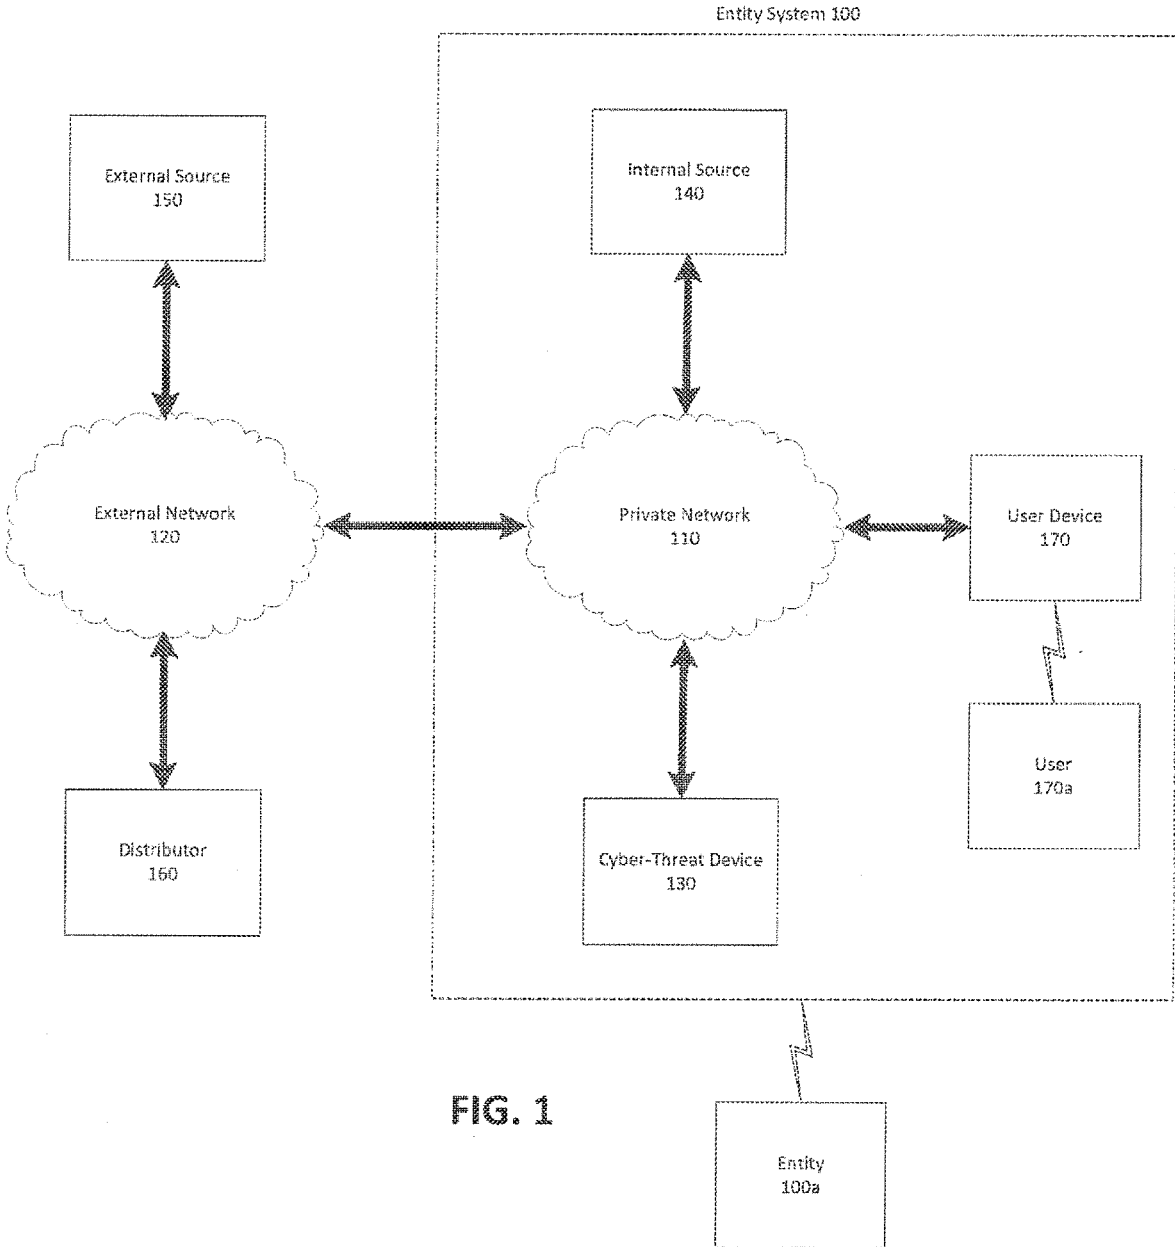 Entity System 100
External Source
150
Internal Source
140
External Network
120
Private Network
110
User Device
170
User
170a
Distributor
160
Cyber-Threat Device
130
FIG. 1
Entity
100a